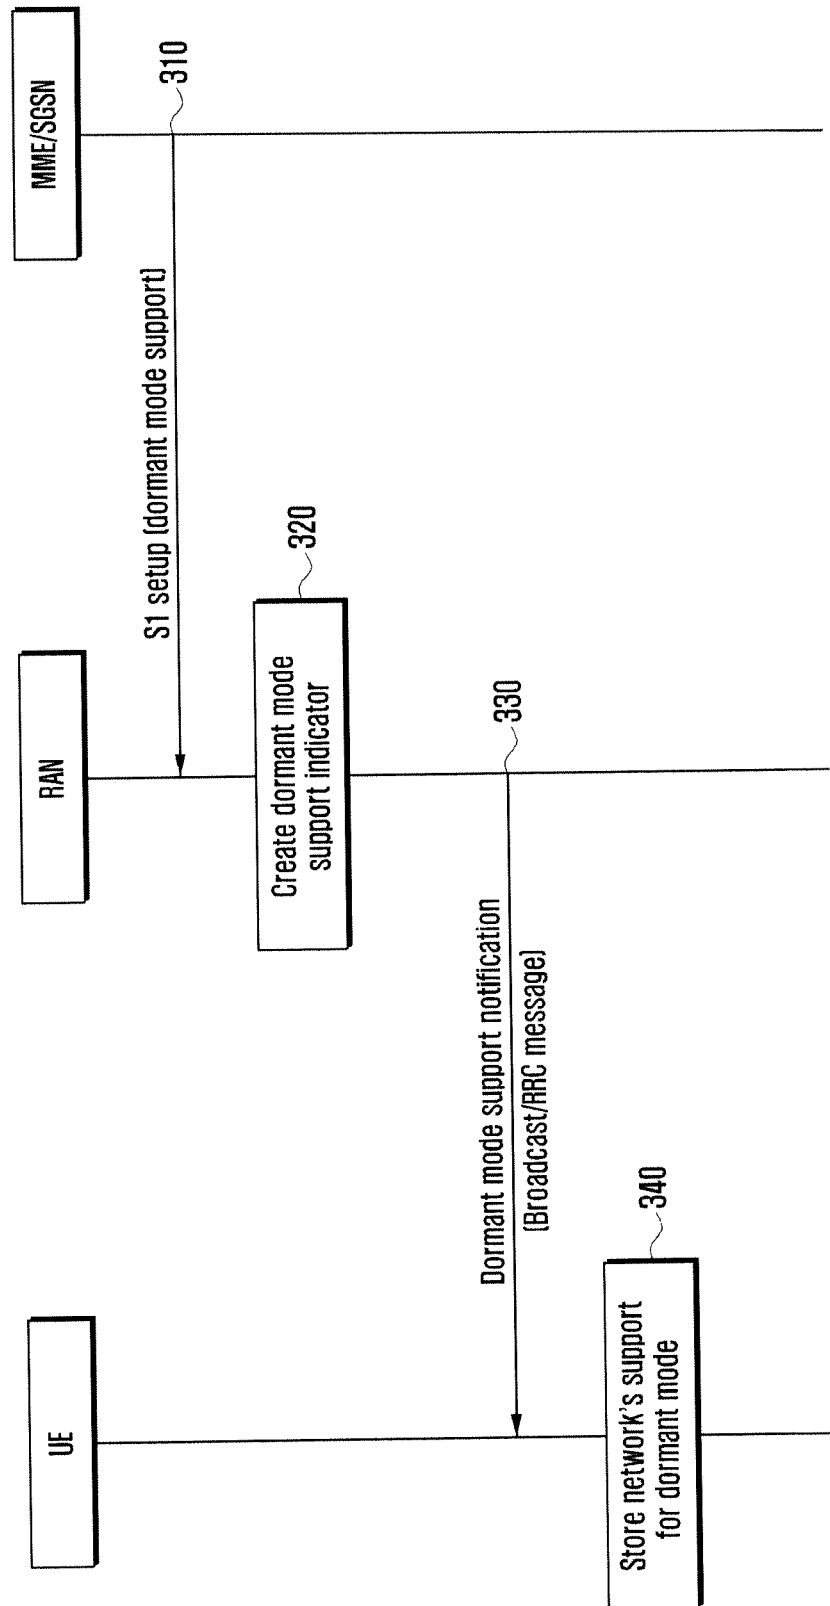 UE
RAN
MME/SGSN
S1 setup (dormant mode support)
310
Create dormant mode
support indicator
320
Dormant mode support notification
(Broadcast/RRC message)
330
Store network's support
for dormant mode
340